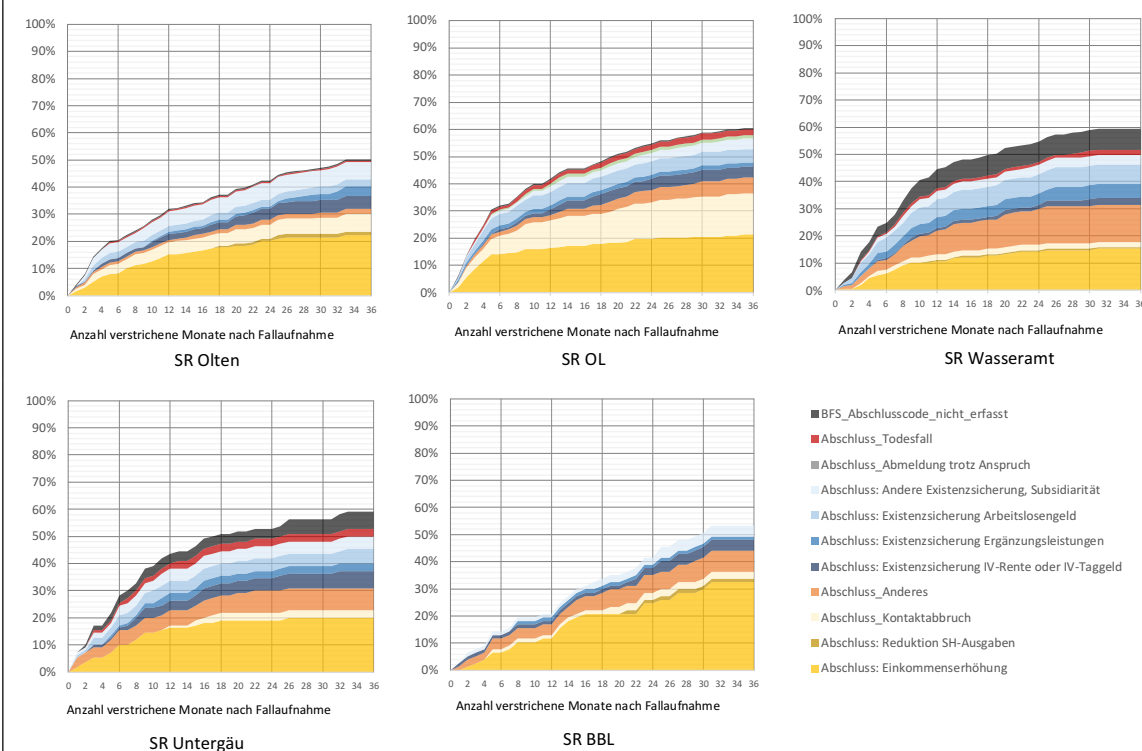 100%
90%
80%
70%
60%
50%
40%
30%
20%
10%
0%
0 2 4 6 8 10 12 14 16 18 20 22 24 26 28 30 32 34 36
Anzahl verstrichene Monate nach Fallaufnahme
SR Olten
100%
90%
80%
70%
60%
50%
40%
30%
20%
10%
0%
0 2 4 6 8 10 12 14 16 18 20 22 24 26 28 30 32 34 36
Anzahl verstrichene Monate nach Fallaufnahme
SR OL
100%
90%
80%
70%
60%
50%
40%
30%
20%
10%
0%
0 2 4 6 8 10 12 14 16 18 20 22 24 26 28 30 32 34 36
Anzahl verstrichene Monate nach Fallaufnahme
SR Wasseramt
100%
90%
80%
70%
60%
50%
40%
30%
20%
10%
0%
0 2 4 6 8 10 12 14 16 18 20 22 24 26 28 30 32 34 36
Anzahl verstrichene Monate nach Fallaufnahme
SR Untergäu
100%
90%
80%
70%
60%
50%
40%
30%
20%
10%
0%
0 2 4 6 8 10 12 14 16 18 20 22 24 26 28 30 32 34 36
Anzahl verstrichene Monate nach Fallaufnahme
SR BBL
BFS_Abschlusscode_nicht_erfasst
Abschluss_Todesfall
Abschluss_Abmeldung trotz Anspruch
Abschluss: Andere Existenzsicherung, Subsidiarität
Abschluss: Existenzsicherung Arbeitslosengeld
Abschluss: Existenzsicherung Ergänzungsleistungen
Abschluss: Existenzsicherung IV-Rente oder IV-Taggeld
Abschluss_Anderes
Abschluss_Kontaktabbruch
Abschluss: Reduktion SH-Ausgaben
Abschluss: Einkommenserhöhung